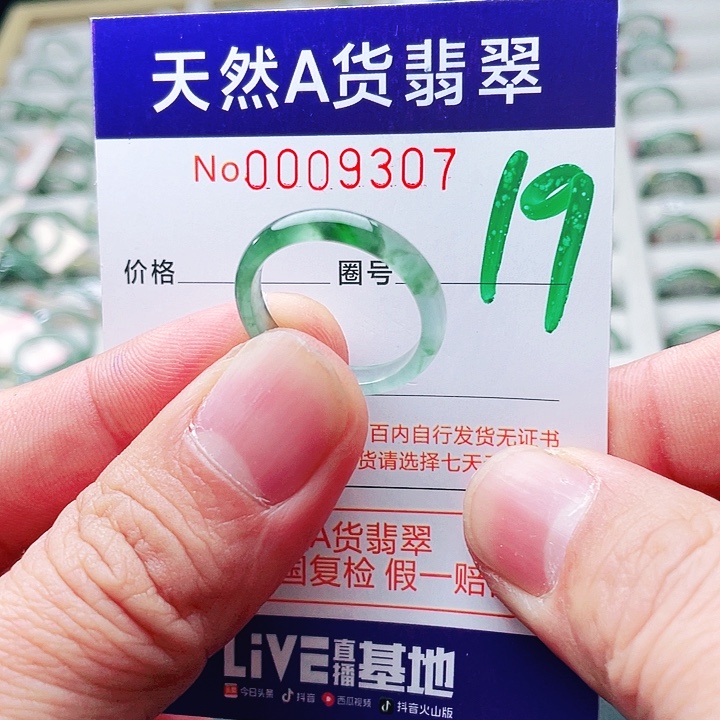 天然A货翡翠
No.0009307
19
价格 圈号
百内自行发货无证书
货请选择七天
A货翡翠
国复检 假一赔
LiVE直播基地
今日头条 抖音 西瓜视频 抖音火山版